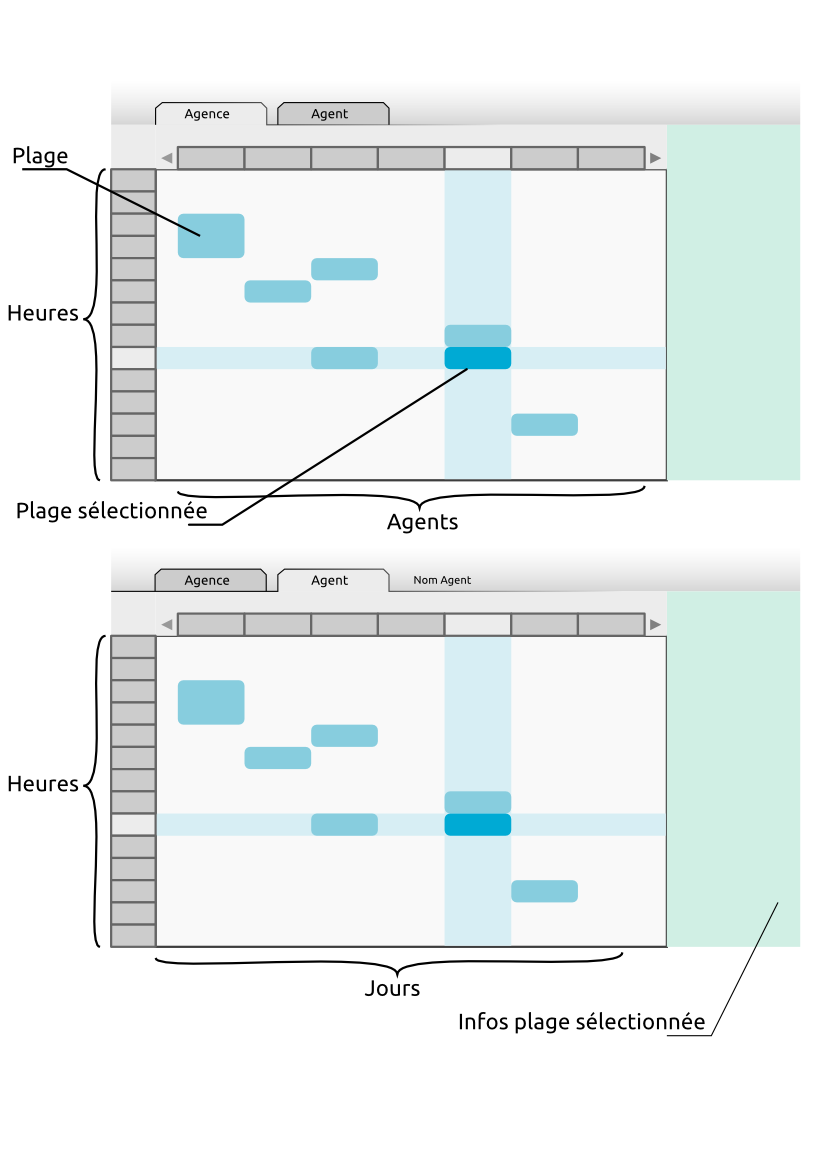 Agence
Agent
Plage
Heures
Plage sélectionnée
Agents
Agence
Agent
Nom Agent
Heures
Jours
Infos plage sélectionnée